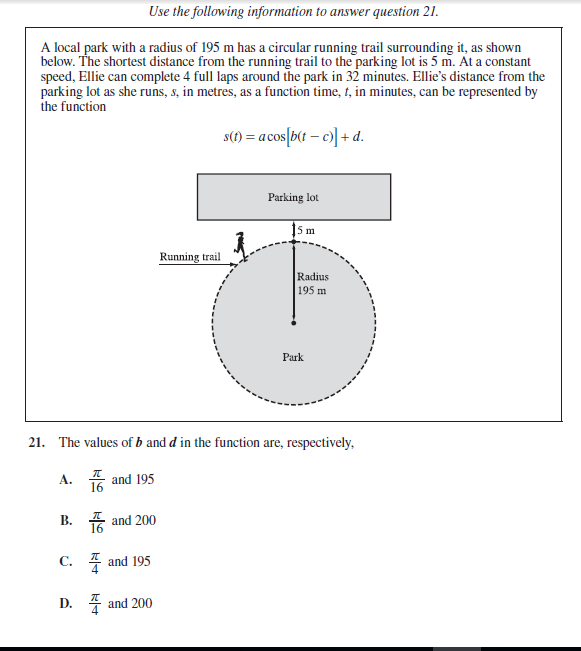 Use the following information to answer question 21.
A local park with a radius of 195 m has a circular running trail surrounding it, as shown
below. The shortest distance from the running trail to the parking lot is 5 m. At a constant
speed, Ellie can complete 4 full laps around the park in 32 minutes. Ellie's distance from the
parking lot as she runs, s, in metres, as a function time, t, in minutes, can be represented by
the function
s(t) = a cos[b(t – c)] + d.
Parking lot
5 m
Running trail
Radius
195 m
Park
21. The values of b and d in the function are, respectively,
A. π/16 and 195
B. π/16 and 200
C. π/4 and 195
D. π/4 and 200